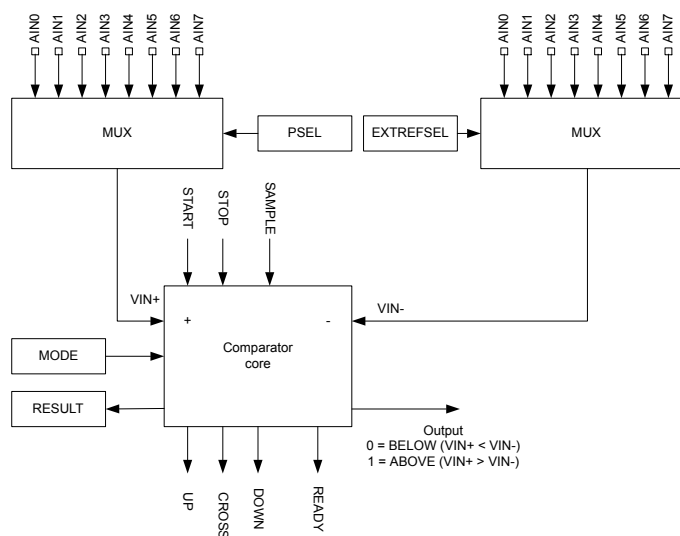 AIN0
AIN1
AIN2
AIN3
AIN4
AIN5
AIN6
AIN7
AIN0
AIN1
AIN2
AIN3
AIN4
AIN5
AIN6
AIN7
MUX
PSEL
EXTREFSEL
MUX
START
STOP
SAMPLE
VIN+
VIN-
+
-
Comparator
core
MODE
RESULT
Output
0 = BELOW (VIN+ < VIN-)
1 = ABOVE (VIN+ > VIN-)
UP
CROSS
DOWN
READY